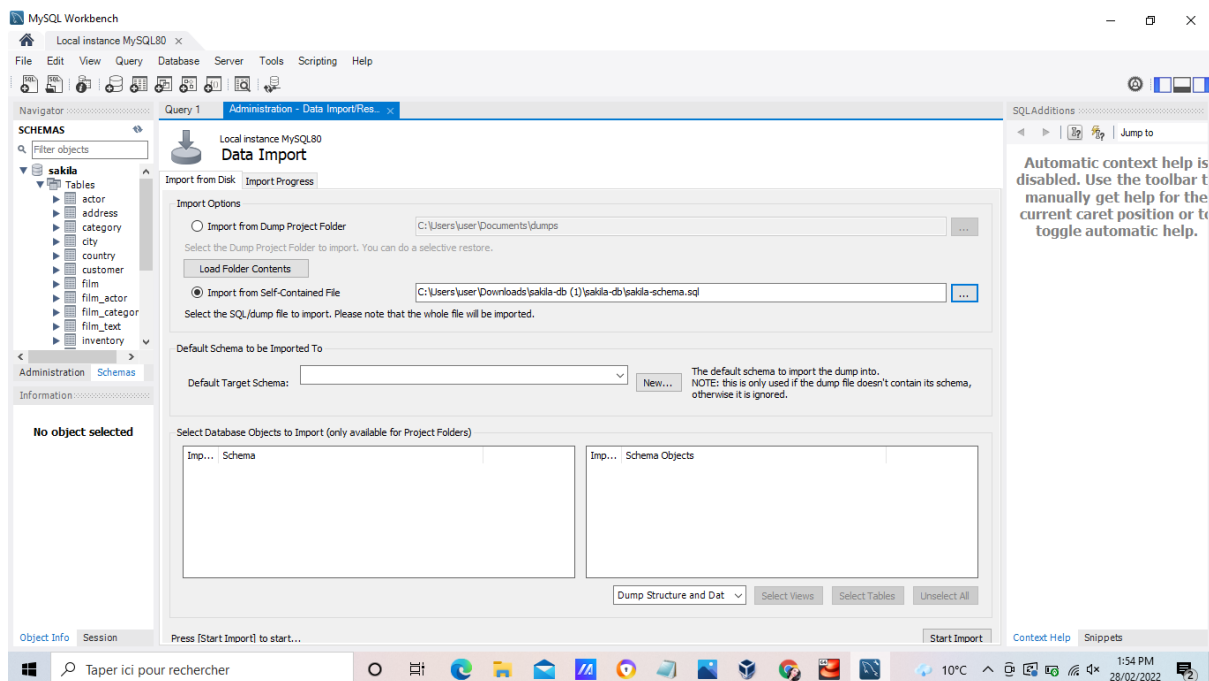 MySQL Workbench
Local instance MySQL80
File Edit View Query Database Server Tools Scripting Help
Navigator
SCHEMAS
Filter objects
sakila
Tables
actor
address
category
city
country
customer
film
film_actor
film_categor
film_text
inventory
Administration Schemas
Information
No object selected
Object Info Session
Query 1 Administration - Data Import/Res...
Local instance MySQL80
Data Import
Import from Disk Import Progress
Import Options
Import from Dump Project Folder C:\Users\user\Documents\dumps ...
Select the Dump Project Folder to import. You can do a selective restore.
Load Folder Contents
Import from Self-Contained File C:\Users\user\Downloads\sakila-db (1)\sakila-db\sakila-schema.sql ...
Select the SQL/dump file to import. Please note that the whole file will be imported.
Default Schema to be Imported To
Default Target Schema: New...
The default schema to import the dump into.
NOTE: this is only used if the dump file doesn't contain its schema,
otherwise it is ignored.
Select Database Objects to Import (only available for Project Folders)
Imp... Schema
Imp... Schema Objects
Dump Structure and Dat Select Views Select Tables Unselect All
Press [Start Import] to start... Start Import
SQLAdditions
Jump to
Automatic context help is
disabled. Use the toolbar t
manually get help for the
current caret position or to
toggle automatic help.
Context Help Snippets
Taper ici pour rechercher
10°C
1:54 PM
28/02/2022
2